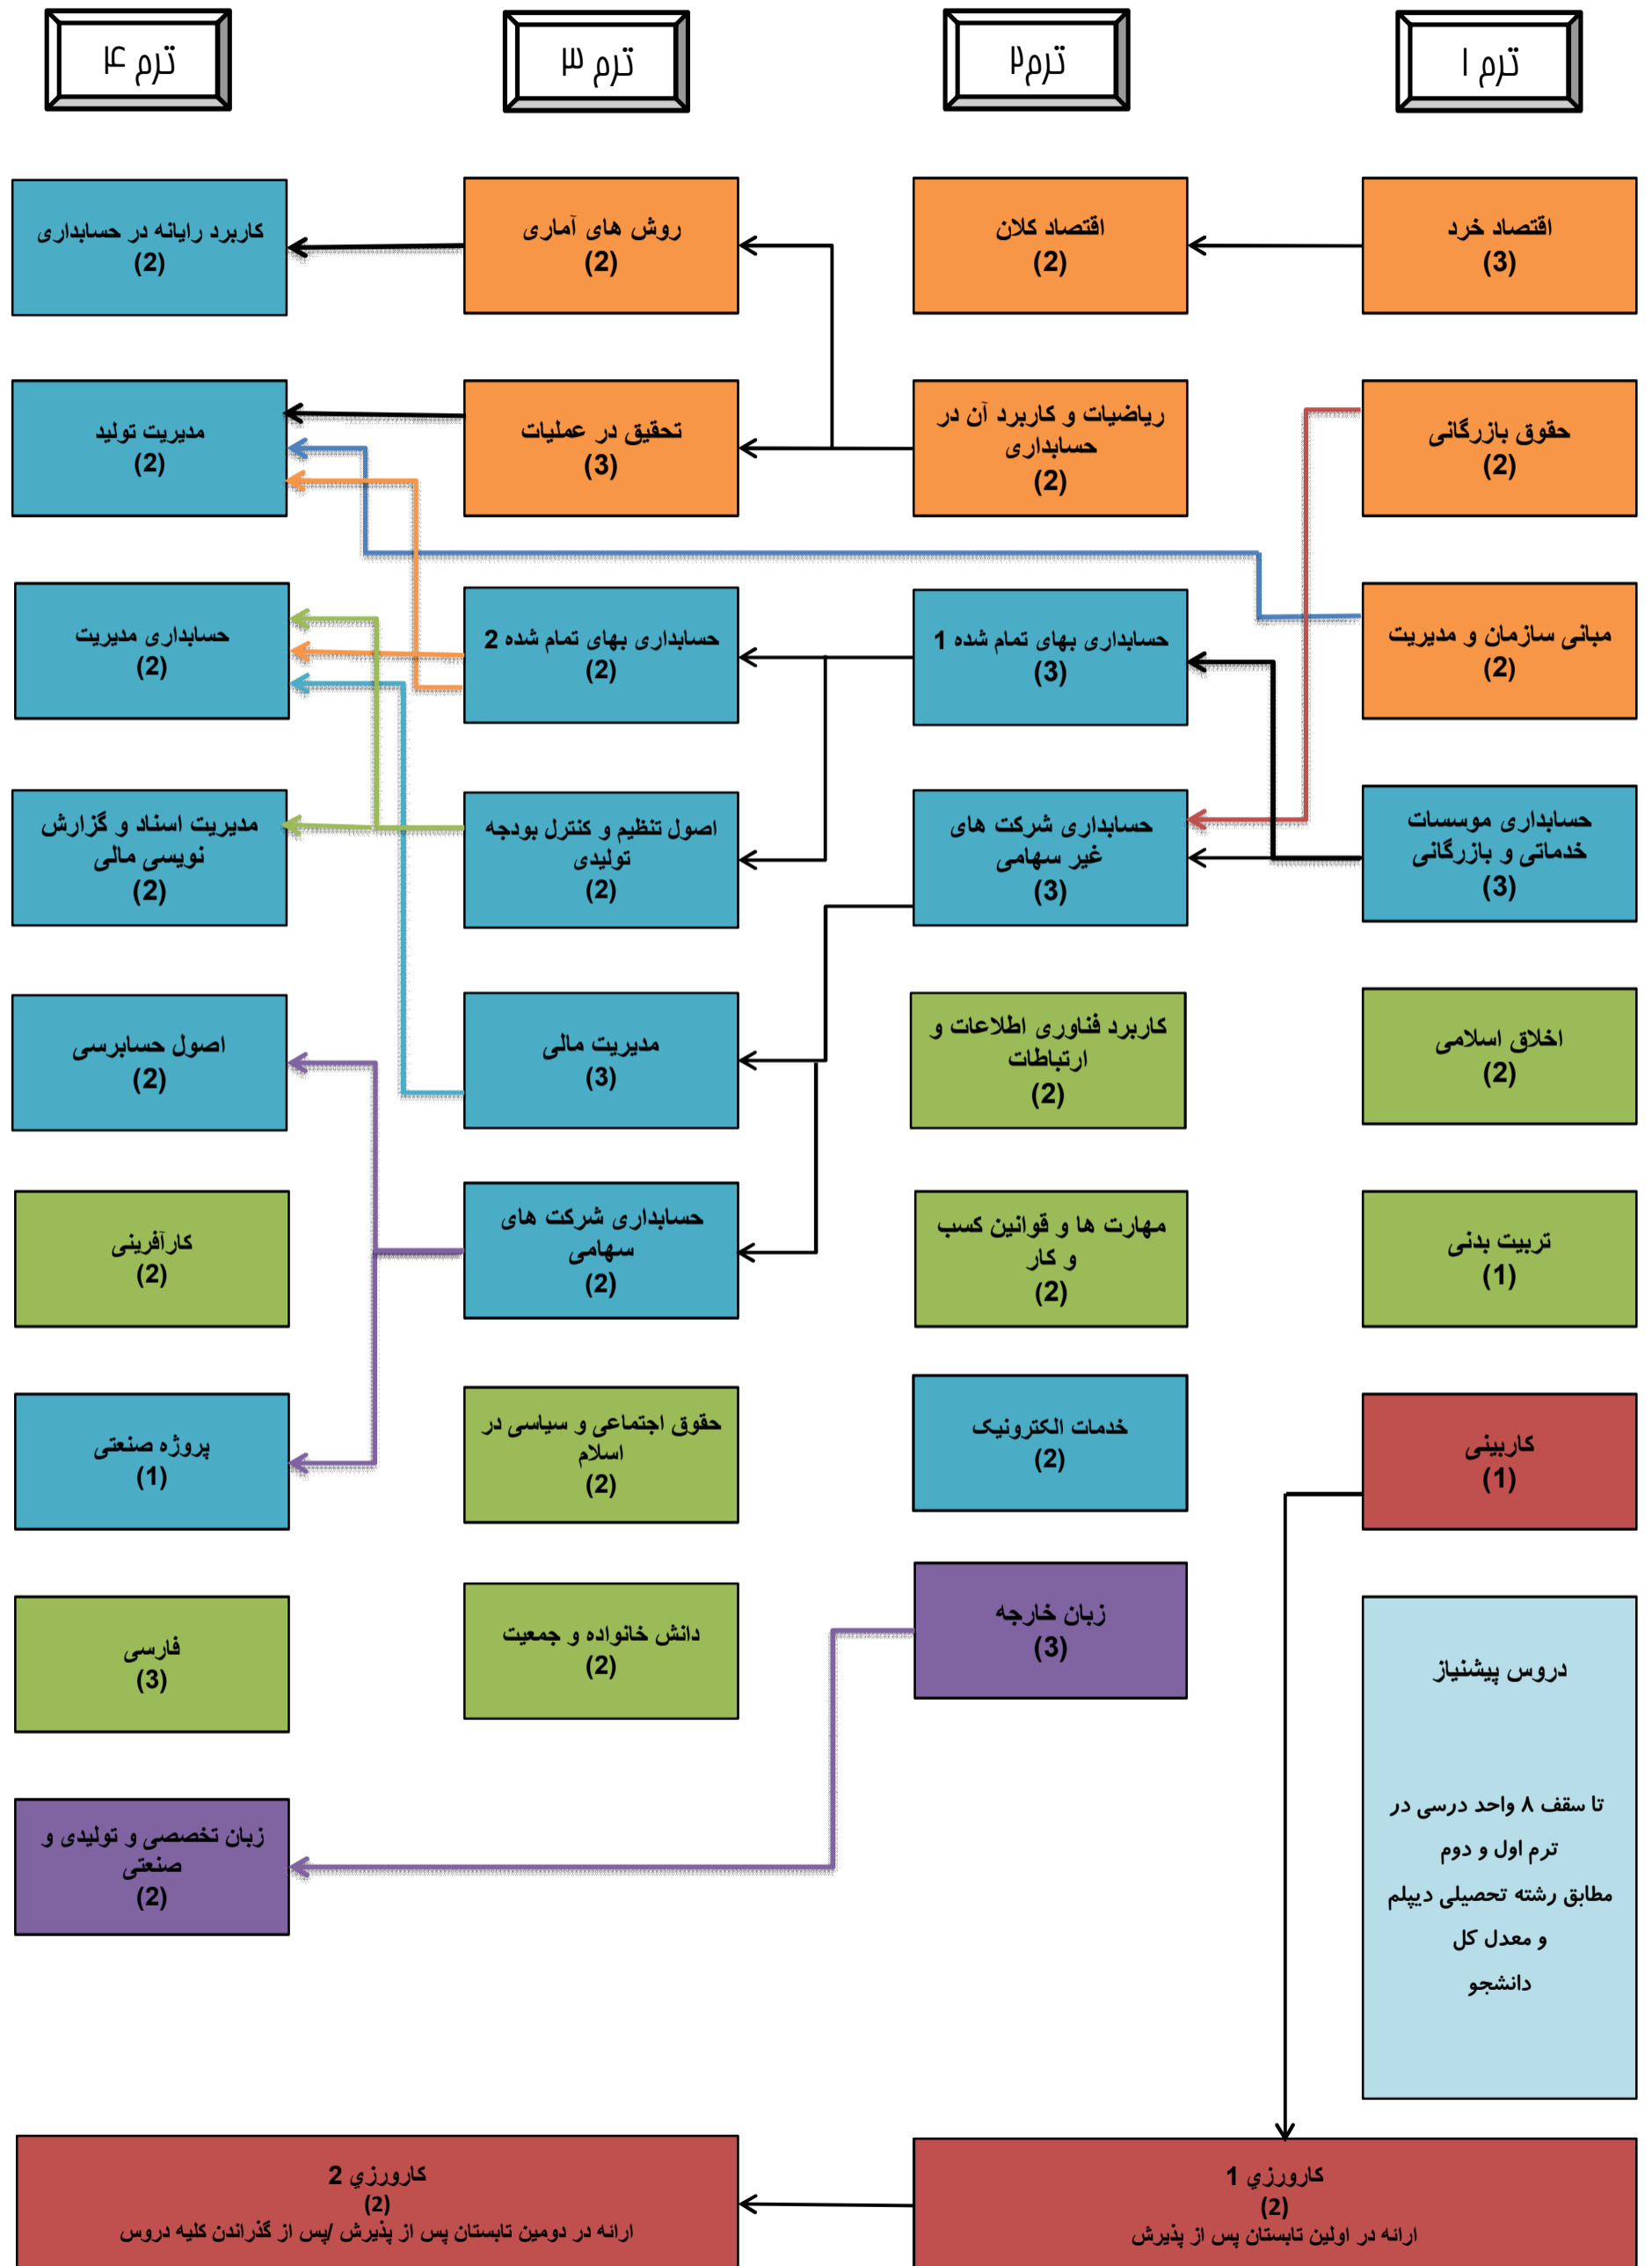 ترم ۱
ترم۲
ترم ۳
ترم ۴
اقتصاد خرد
(3)
اقتصاد کلان
(2)
روش های آماری
(2)
کاربرد رایانه در حسابداری
(2)
حقوق بازرگانی
(2)
ریاضیات و کاربرد آن در
حسابداری
(2)
تحقیق در عملیات
(3)
مدیریت تولید
(2)
مبانی سازمان و مدیریت
(2)
حسابداری بهای تمام شده 1
(3)
حسابداری بهای تمام شده 2
(2)
حسابداری مدیریت
(2)
حسابداری موسسات
خدماتی و بازرگانی
(3)
حسابداری شرکت های
غیر سهامی
(3)
اصول تنظیم و کنترل بودجه
تولیدی
(2)
مدیریت اسناد و گزارش
نویسی مالی
(2)
اخلاق اسلامی
(2)
کاربرد فناوری اطلاعات و
ارتباطات
(2)
مدیریت مالی
(3)
اصول حسابرسی
(2)
تربیت بدنی
(1)
مهارت ها و قوانین کسب
و کار
(2)
حسابداری شرکت های
سهامی
(2)
کارآفرینی
(2)
کاربینی
(1)
خدمات الکترونیک
(2)
حقوق اجتماعی و سیاسی در
اسلام
(2)
پروژه صنعتی
(1)
دروس پیشنیاز
تا سقف ۸ واحد درسی در
ترم اول و دوم
مطابق رشته تحصیلی دیپلم
و معدل کل
دانشجو
زبان خارجه
(3)
دانش خانواده و جمعیت
(2)
فارسی
(3)
زبان تخصصی و تولیدی و
صنعتی
(2)
کارورزي 1
(2)
ارائه در اولین تابستان پس از پذیرش
کارورزي 2
(2)
ارائه در دومین تابستان پس از پذیرش /پس از گذراندن کلیه دروس